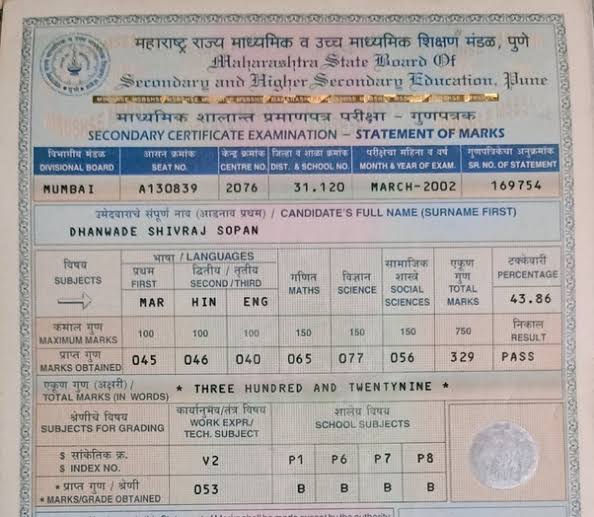 महाराष्ट्र राज्य माध्यमिक व उच्च माध्यमिक शिक्षण मंडळ, पुणे
Maharashtra State Board Of
Secondary and Higher Secondary Education, Pune
माध्यमिक शालान्त प्रमाणपत्र परीक्षा - गुणपत्रक
SECONDARY CERTIFICATE EXAMINATION – STATEMENT OF MARKS
विभागीय मंडळ आसन क्रमांक केन्द्र क्रमांक जिल्हा व शाळा क्रमांक परीक्षेचा महिना व वर्ष गुणपत्रिकेचा अनुक्रमांक
DIVISIONAL BOARD SEAT NO. CENTRE NO. DIST. & SCHOOL NO. MONTH & YEAR OF EXAM. SR. NO. OF STATEMENT
MUMBAI A130839 2076 31.120 MARCH-2002 169754
उमेदवाराचे संपूर्ण नाव (आडनाव प्रथम) / CANDIDATE'S FULL NAME (SURNAME FIRST)
DHANWADE SHIVRAJ SOPAN
विषय
SUBJECTS
भाषा / LANGUAGES
प्रथम द्वितीय / तृतीय
FIRST SECOND / THIRD
MAR HIN ENG
गणित
MATHS
विज्ञान
SCIENCE
सामाजिक
शास्त्रे
SOCIAL
SCIENCES
एकूण
गुण
TOTAL
MARKS
टक्केवारी
PERCENTAGE
43.86
कमाल गुण
MAXIMUM MARKS 100 100 100 150 150 150 750
निकाल
RESULT
प्राप्त गुण
MARKS OBTAINED 045 046 040 065 077 056 329 PASS
एकूण गुण (अक्षरी) /
TOTAL MARKS (IN WORDS) * THREE HUNDRED AND TWENTYNINE *
श्रेणीचे विषय
SUBJECTS FOR GRADING
कार्यानुभव/तंत्र विषय
WORK EXPR./
TECH. SUBJECT
शालेय विषय
SCHOOL SUBJECTS
$ सांकेतिक क्र.
$ INDEX NO. V2 P1 P6 P7 P8
* प्राप्त गुण / श्रेणी
* MARKS/GRADE OBTAINED 053 B B B B